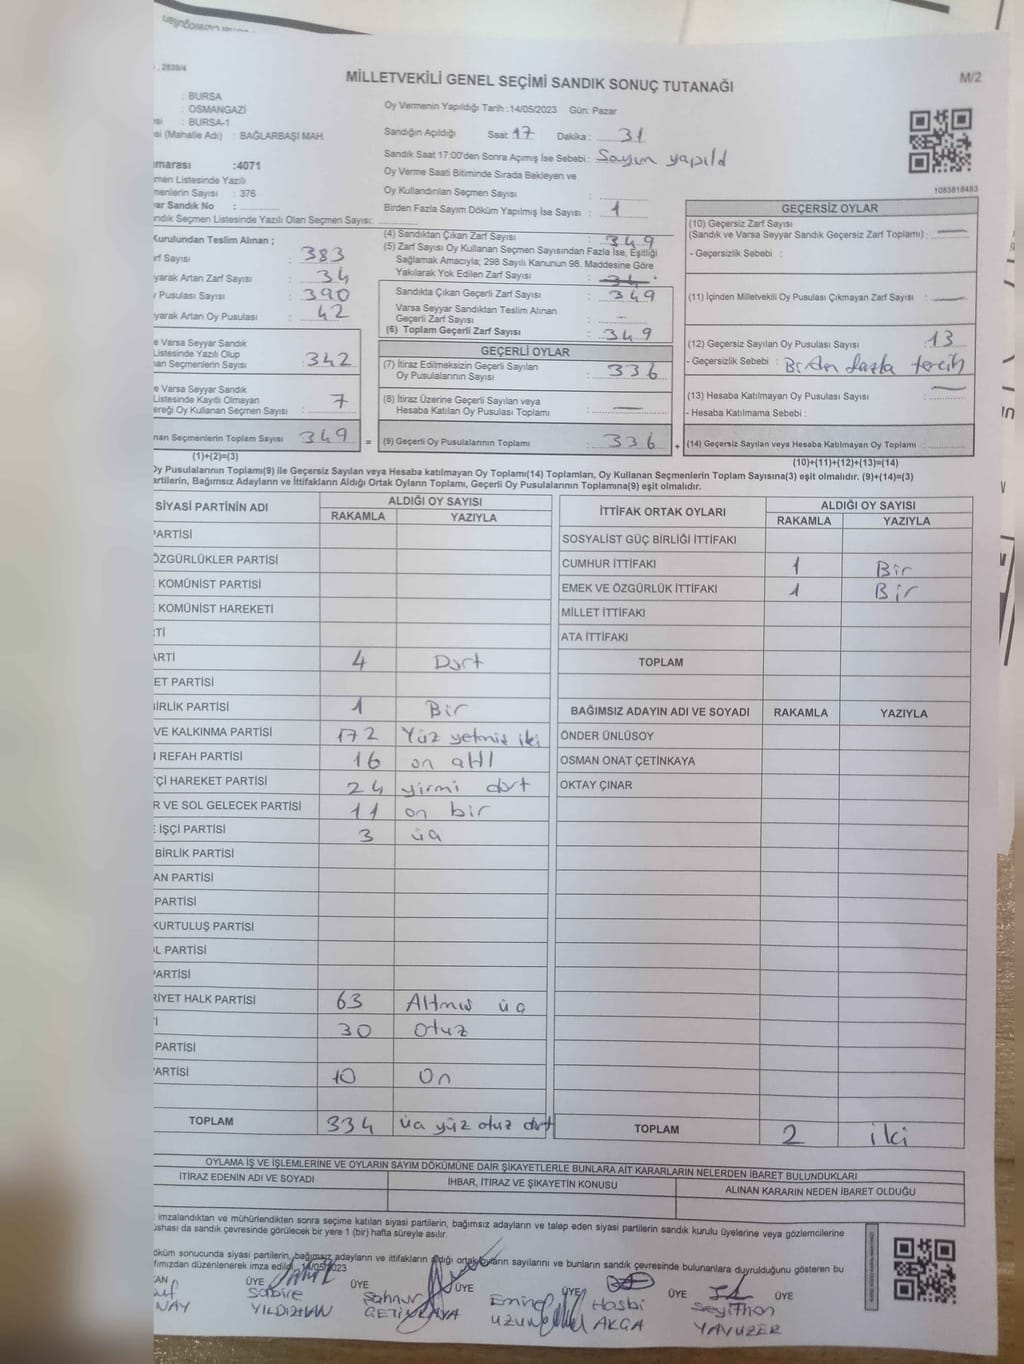 , 2839/4
MİLLETVEKİLİ GENEL SEÇİMİ SANDIK SONUÇ TUTANAĞI
M/2
: BURSA
: OSMANGAZİ
: BURSA-1
si (Mahalle Adı) : BAĞLARBAŞI MAH.
marası :4071
men Listesinde Yazılı
menlerin Sayısı : 376
ar Sandık No :
ndık Seçmen Listesinde Yazılı Olan Seçmen Sayısı:
Oy Vermenin Yapıldığı Tarih :14/05/2023 Gün: Pazar
Sandığın Açıldığı Saat: 17 Dakika : 31
Sandık Saat 17:00'den Sonra Açımış İse Sebebi : Sayım yapıldı
Oy Verme Saati Bitiminde Sırada Bekleyen ve
Oy Kullandırılan Seçmen Sayısı :
Birden Fazla Sayım Döküm Yapılmış İse Sayısı : 1
1083818483
Kurulundan Teslim Alınan ;
rf Sayısı : 383
yarak Artan Zarf Sayısı : 34
Pusulası Sayısı : 390
yarak Artan Oy Pusulası : 42
e Varsa Seyyar Sandık
Listesinde Yazılı Olup
nan Seçmenlerin Sayısı : 342
e Varsa Seyyar Sandık
Listesinde Kayıtlı Olmayan
ereği Oy Kullanan Seçmen Sayısı : 7
nan Seçmenlerin Toplam Sayısı 349 =
(1)+(2)=(3)
(4) Sandıktan Çıkan Zarf Sayısı : 349
(5) Zarf Sayısı Oy Kullanan Seçmen Sayısından Fazla İse, Eşitliği
Sağlamak Amacıyla; 298 Sayılı Kanunun 98. Maddesine Göre
Yakılarak Yok Edilen Zarf Sayısı : 34
Sandıkta Çıkan Geçerli Zarf Sayısı : 349
Varsa Seyyar Sandıktan Teslim Alınan
Geçerli Zarf Sayısı : –
(6) Toplam Geçerli Zarf Sayısı : 349
GEÇERLİ OYLAR
(7) İtiraz Edilmeksizin Geçerli Sayılan
Oy Pusulalarının Sayısı : 336
(8) İtiraz Üzerine Geçerli Sayılan veya
Hesaba Katılan Oy Pusulası Toplamı : —
(9) Geçerli Oy Pusulalarının Toplamı : 336 +
GEÇERSİZ OYLAR
(10) Geçersiz Zarf Sayısı
(Sandık ve Varsa Seyyar Sandık Geçersiz Zarf Toplamı) : —
- Geçersizlik Sebebi :
(11) İçinden Milletvekili Oy Pusulası Çıkmayan Zarf Sayısı : —
(12) Geçersiz Sayılan Oy Pusulası Sayısı : 13
- Geçersizlik Sebebi : Birden fazla tercih
(13) Hesaba Katılmayan Oy Pusulası Sayısı : —
- Hesaba Katılmama Sebebi :
(14) Geçersiz Sayılan veya Hesaba Katılmayan Oy Toplamı :
(10)+(11)+(12)+(13)=(14)
Oy Pusulalarının Toplamı(9) ile Geçersiz Sayılan veya Hesaba katılmayan Oy Toplamı(14) Toplamları, Oy Kullanan Seçmenlerin Toplam Sayısına(3) eşit olmalıdır. (9)+(14)=(3)
artilerin, Bağımsız Adayların ve İttifakların Aldığı Ortak Oyların Toplamı, Geçerli Oy Pusulalarının Toplamına(9) eşit olmalıdır.
SİYASİ PARTİNİN ADI ALDIĞI OY SAYISI
RAKAMLA YAZIYLA
PARTİSİ
ÖZGÜRLÜKLER PARTİSİ
KOMÜNİST PARTİSİ
KOMÜNİST HAREKETİ
Tİ
ARTİ 4 Dört
ET PARTİSİ
BİRLİK PARTİSİ 1 Bir
VE KALKINMA PARTİSİ 172 Yüz yetmiş iki
REFAH PARTİSİ 16 on altı
Çİ HAREKET PARTİSİ 24 yirmi dört
R VE SOL GELECEK PARTİSİ 11 on bir
İŞÇİ PARTİSİ 3 üç
BİRLİK PARTİSİ
AN PARTİSİ
PARTİSİ
KURTULUŞ PARTİSİ
L PARTİSİ
PARTİSİ
RİYET HALK PARTİSİ 63 Altmış üç
İ 30 otuz
PARTİSİ
PARTİSİ 10 On
TOPLAM 334 üç yüz otuz dört
İTTİFAK ORTAK OYLARI ALDIĞI OY SAYISI
RAKAMLA YAZIYLA
SOSYALİST GÜÇ BİRLİĞİ İTTİFAKI
CUMHUR İTTİFAKI 1 Bir
EMEK VE ÖZGÜRLÜK İTTİFAKI 1 Bir
MİLLET İTTİFAKI
ATA İTTİFAKI
TOPLAM
BAĞIMSIZ ADAYIN ADI VE SOYADI RAKAMLA YAZIYLA
ÖNDER ÜNLÜSOY
OSMAN ONAT ÇETİNKAYA
OKTAY ÇINAR
TOPLAM 2 iki
OYLAMA İŞ VE İŞLEMLERİNE VE OYLARIN SAYIM DÖKÜMÜNE DAİR ŞİKAYETLERLE BUNLARA AİT KARARLARIN NELERDEN İBARET BULUNDUKLARI
İTİRAZ EDENİN ADI VE SOYADI İHBAR, İTİRAZ VE ŞİKAYETİN KONUSU ALINAN KARARIN NEDEN İBARET OLDUĞU
imzalandıktan ve mühürlendikten sonra seçime katılan siyasi partilerin, bağımsız adayların ve talep eden siyasi partilerin sandık kurulu üyelerine veya gözlemcilerine
üshası da sandık çevresinde görülecek bir yere 1 (bir) hafta süreyle asılır.
öküm sonucunda siyasi partilerin, bağımsız adayların ve ittifakların aldığı ortak oyların sayılarını ve bunların sandık çevresinde bulunanlara duyrulduğunu gösteren bu
fımızdan düzenlenerek imza edildi. 14/05/2023
KAN ÜYE ÜYE ÜYE ÜYE ÜYE ÜYE
Sabire Şahnur Emine Hasbi Seyithan
NAY YILDIZHAN ÇETİNKAYA UZUN AKÇA YAVUZER